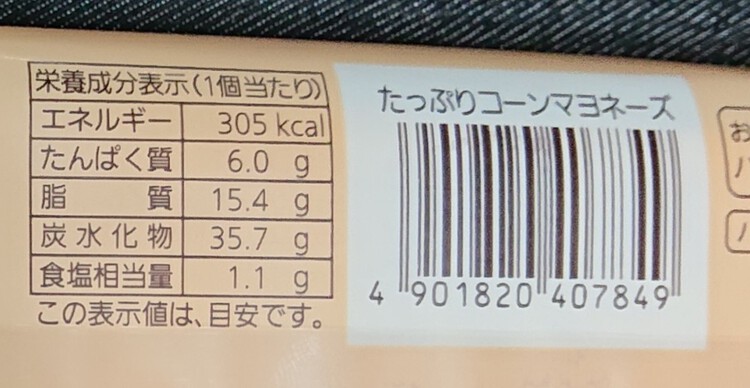 栄養成分表示(1個当たり)
エネルギー 305 kcal
たんぱく質 6.0 g
脂質 15.4 g
炭水化物 35.7 g
食塩相当量 1.1 g
この表示値は、目安です。
たっぷりコーンマヨネーズ
4 901820 407849
お